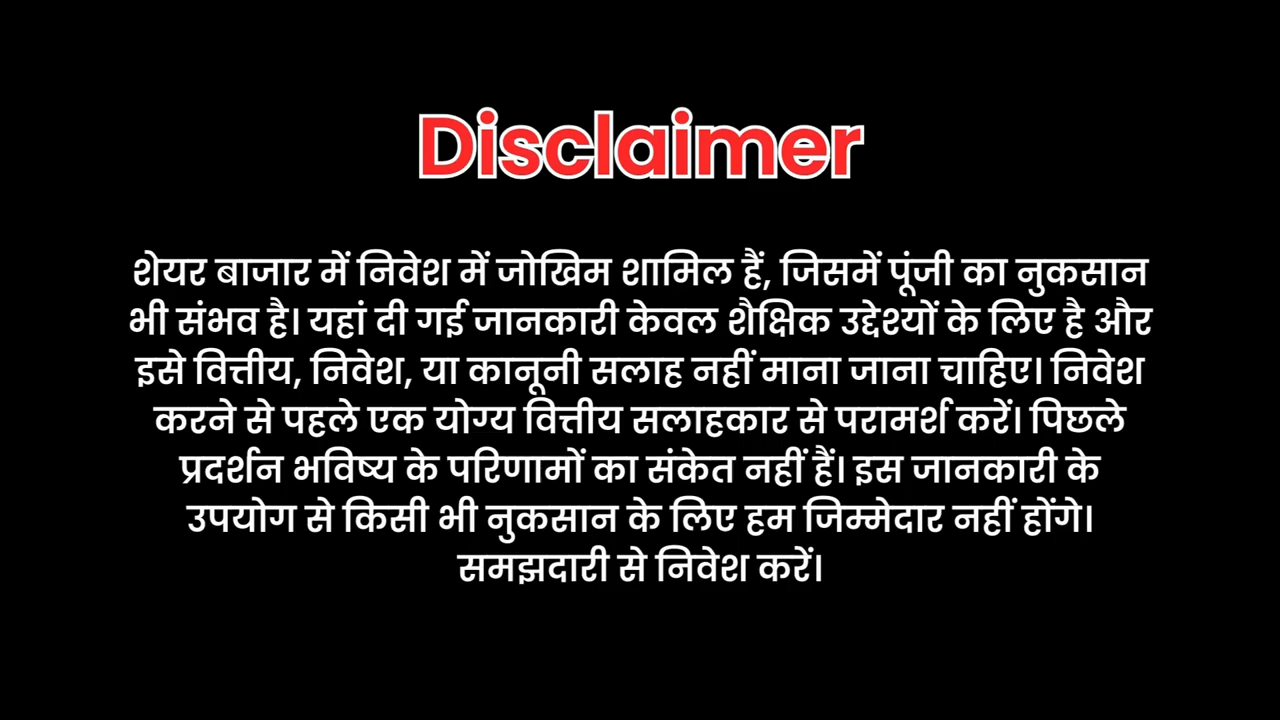 Disclaimer
शेयर बाजार में निवेश में जोखिम शामिल हैं, जिसमें पूंजी का नुकसान
भी संभव है। यहां दी गई जानकारी केवल शैक्षिक उद्देश्यों के लिए है और
इसे वित्तीय, निवेश, या कानूनी सलाह नहीं माना जाना चाहिए। निवेश
करने से पहले एक योग्य वित्तीय सलाहकार से परामर्श करें। पिछले
प्रदर्शन भविष्य के परिणामों का संकेत नहीं हैं। इस जानकारी के
उपयोग से किसी भी नुकसान के लिए हम जिम्मेदार नहीं होंगे।
समझदारी से निवेश करें।